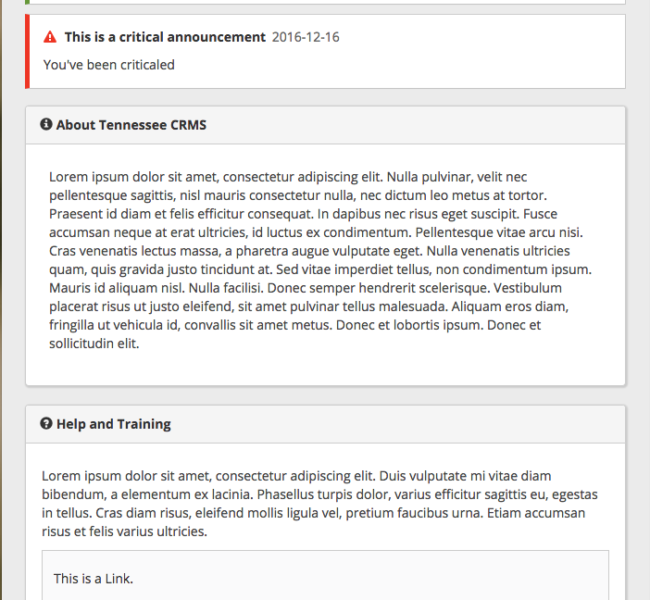 This is a critical announcement 2016-12-16
You've been criticaled
About Tennessee CRMS
Lorem ipsum dolor sit amet, consectetur adipiscing elit. Nulla pulvinar, velit nec
pellentesque sagittis, nisl mauris consectetur nulla, nec dictum leo metus at tortor.
Praesent id diam et felis efficitur consequat. In dapibus nec risus eget suscipit. Fusce
accumsan neque at erat ultricies, id luctus ex condimentum. Pellentesque vitae arcu nisi.
Cras venenatis lectus massa, a pharetra augue vulputate eget. Nulla venenatis ultricies
quam, quis gravida justo tincidunt at. Sed vitae imperdiet tellus, non condimentum ipsum.
Mauris id aliquam nisl. Nulla facilisi. Donec semper hendrerit scelerisque. Vestibulum
placerat risus ut justo eleifend, sit amet pulvinar tellus malesuada. Aliquam eros diam,
fringilla ut vehicula id, convallis sit amet metus. Donec et lobortis ipsum. Donec et
sollicitudin elit.
Help and Training
Lorem ipsum dolor sit amet, consectetur adipiscing elit. Duis vulputate mi vitae diam
bibendum, a elementum ex lacinia. Phasellus turpis dolor, varius efficitur sagittis eu, egestas
in tellus. Cras diam risus, eleifend mollis ligula vel, pretium faucibus urna. Etiam accumsan
risus et felis varius ultricies.
This is a Link.